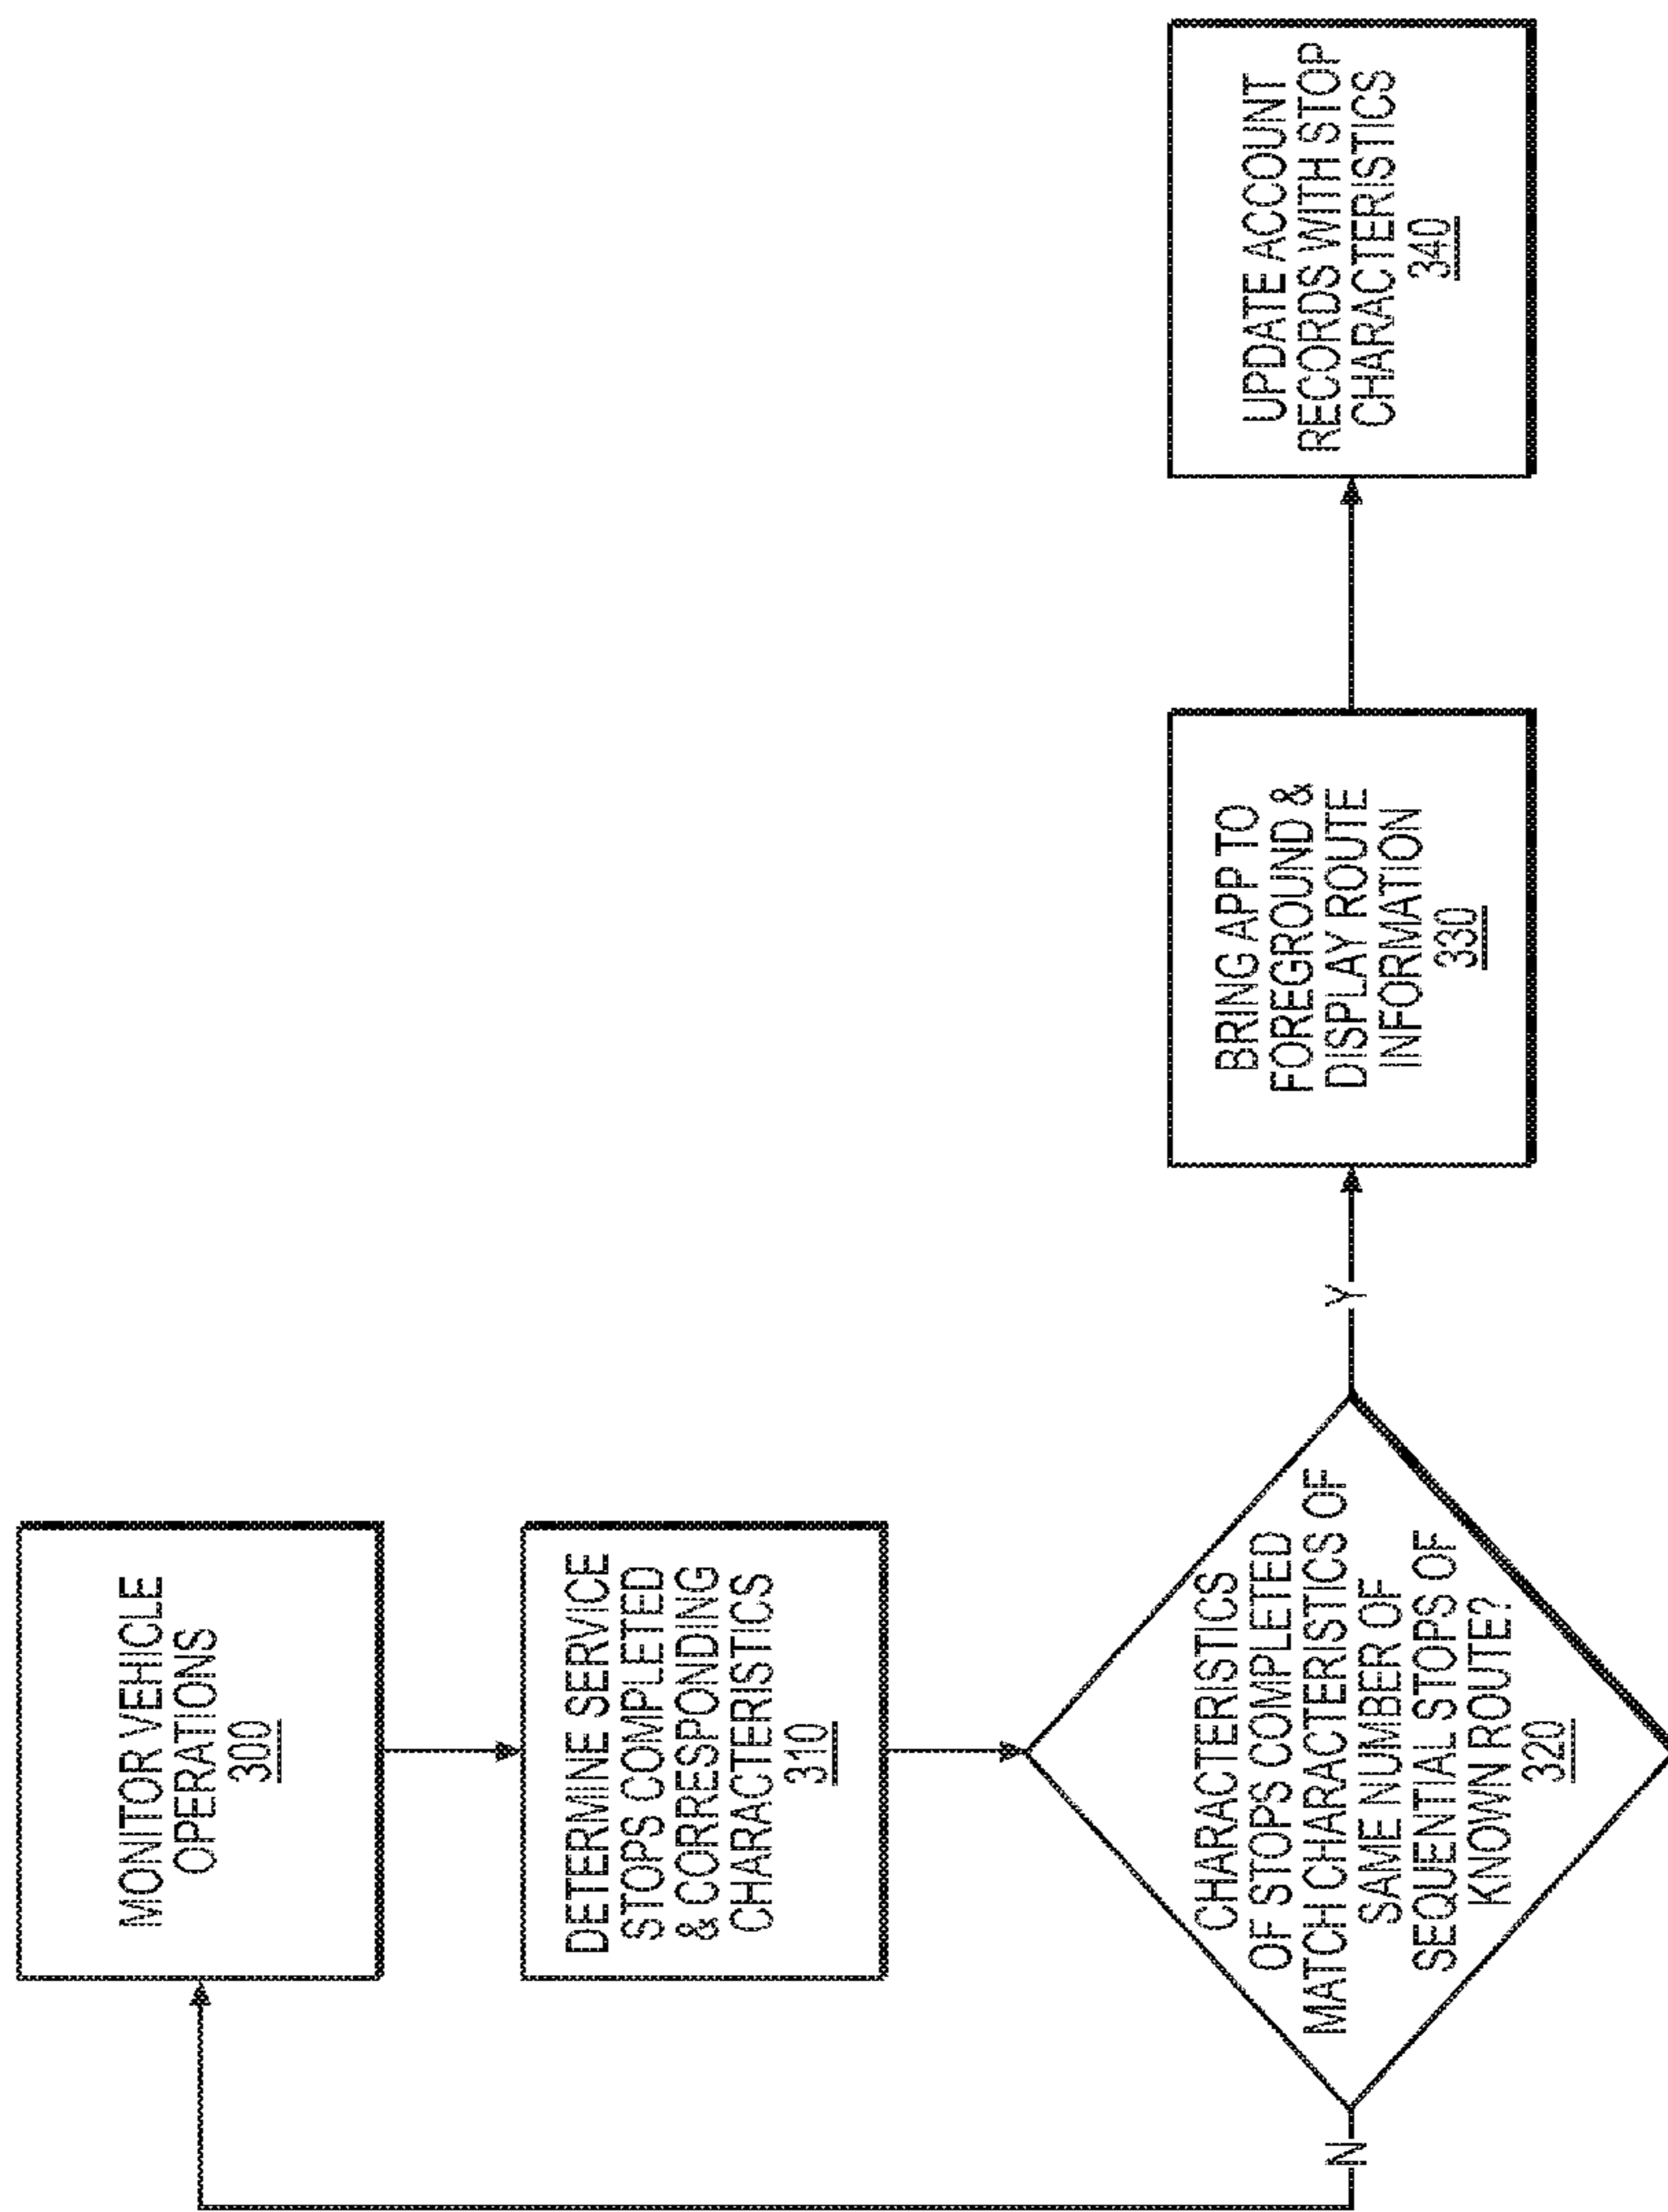 MONITOR VEHICLE
OPERATIONS
300
DETERMINE SERVICE
STOPS COMPLETED
& CORRESPONDING
CHARACTERISTICS
310
CHARACTERISTICS
OF STOPS COMPLETED
MATCH CHARACTERISTICS OF
SAME NUMBER OF
SEQUENTIAL STOPS OF
KNOWN ROUTE?
320
N
Y
BRING APP TO
FOREGROUND &
DISPLAY ROUTE
INFORMATION
330
UPDATE ACCOUNT
RECORDS WITH STOP
CHARACTERISTICS
340